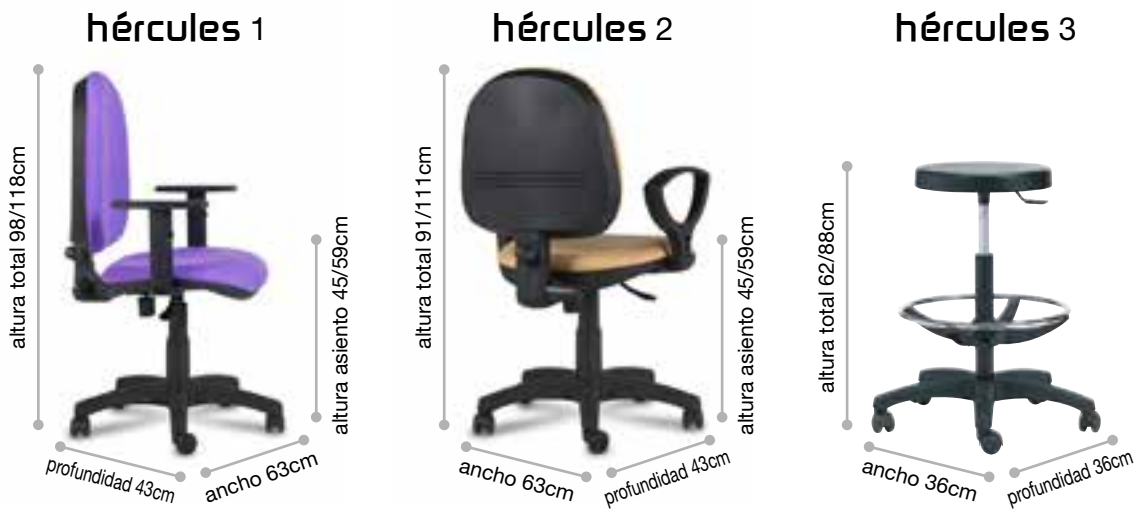 hércules 1
altura total 98/118cm
altura asiento 45/59cm
profundidad 43cm
ancho 63cm
hércules 2
altura total 91/111cm
altura asiento 45/59cm
ancho 63cm
profundidad 43cm
hércules 3
altura total 62/88cm
ancho 36cm
profundidad 36cm